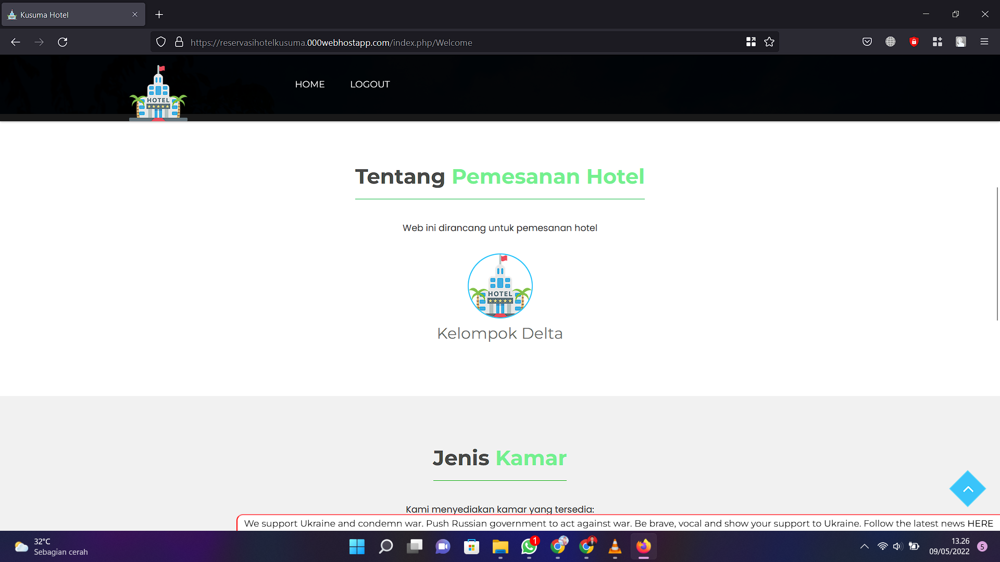 Kusuma Hotel
https://reservasihotelkusuma.000webhostapp.com/index.php/Welcome
HOTEL
HOME
LOGOUT
Tentang Pemesanan Hotel
Web ini dirancang untuk pemesanan hotel
HOTEL
Kelompok Delta
Jenis Kamar
Kami menyediakan kamar yang tersedia:
We support Ukraine and condemn war. Push Russian government to act against war. Be brave, vocal and show your support to Ukraine. Follow the latest news HERE
32°C
Sebagian cerah
1
13.26
09/05/2022
5